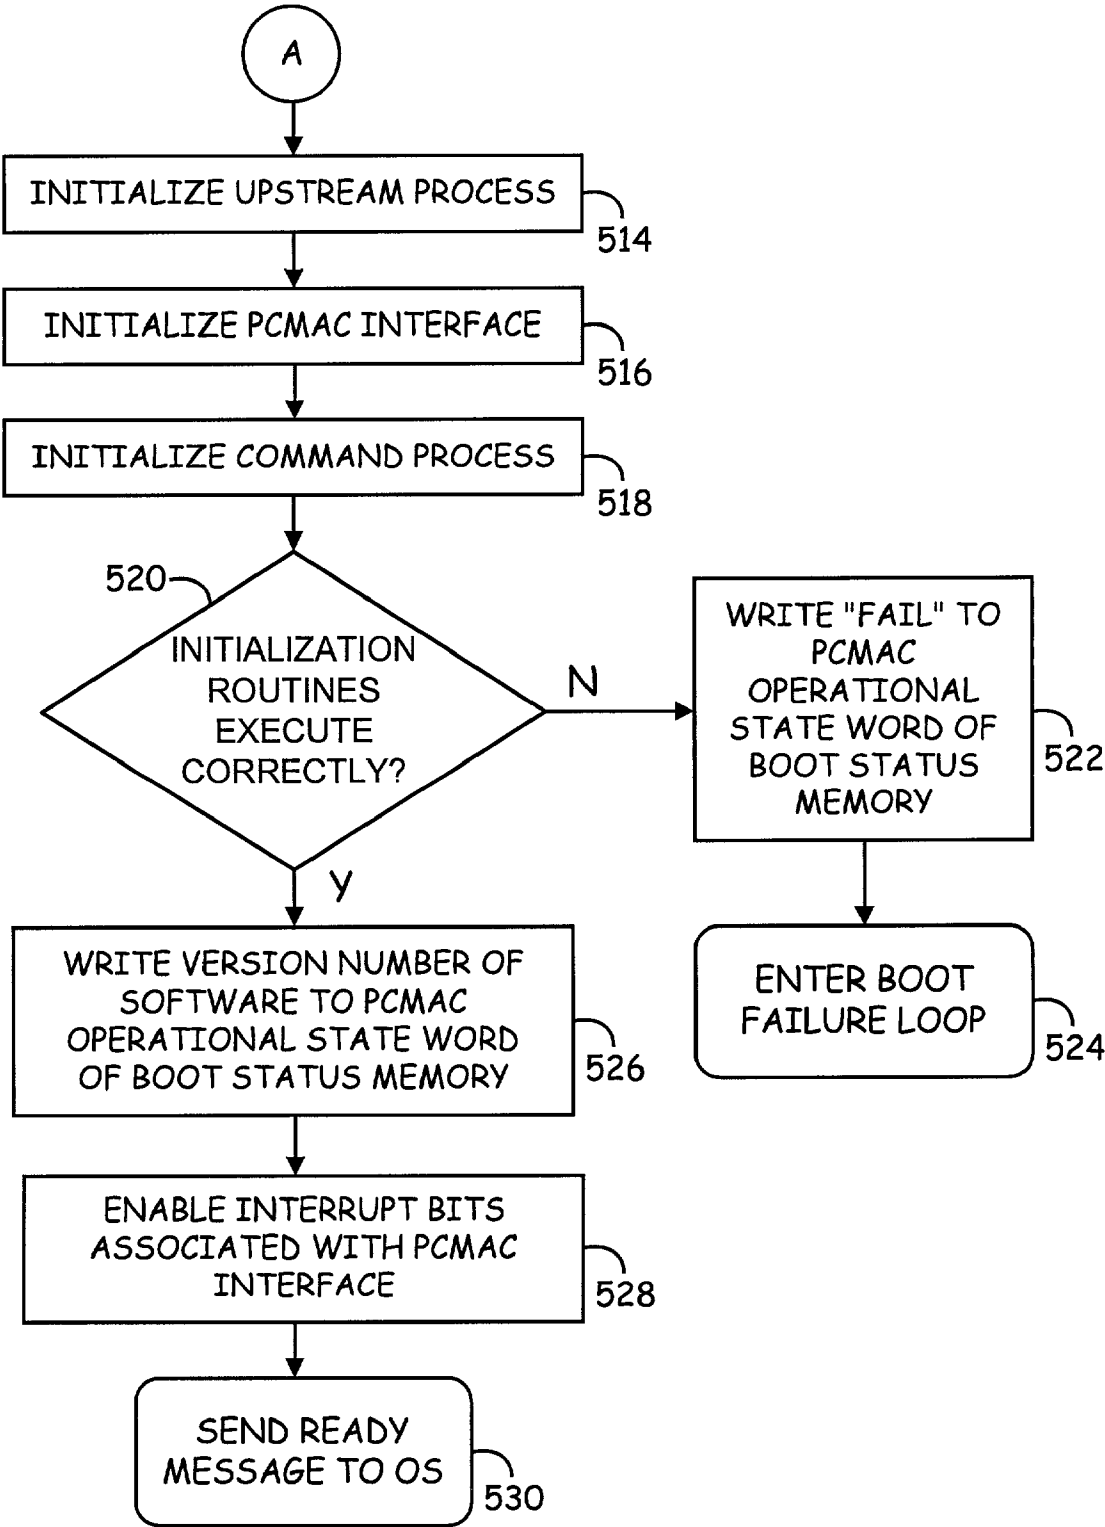 A
INITIALIZE UPSTREAM PROCESS
514
INITIALIZE PCMAC INTERFACE
516
INITIALIZE COMMAND PROCESS
518
520
INITIALIZATION
ROUTINES
EXECUTE
CORRECTLY?
N
Y
WRITE "FAIL" TO
PCMAC
OPERATIONAL
STATE WORD OF
BOOT STATUS
MEMORY
522
ENTER BOOT
FAILURE LOOP
524
WRITE VERSION NUMBER OF
SOFTWARE TO PCMAC
OPERATIONAL STATE WORD
OF BOOT STATUS MEMORY
526
ENABLE INTERRUPT BITS
ASSOCIATED WITH PCMAC
INTERFACE
528
SEND READY
MESSAGE TO OS
530